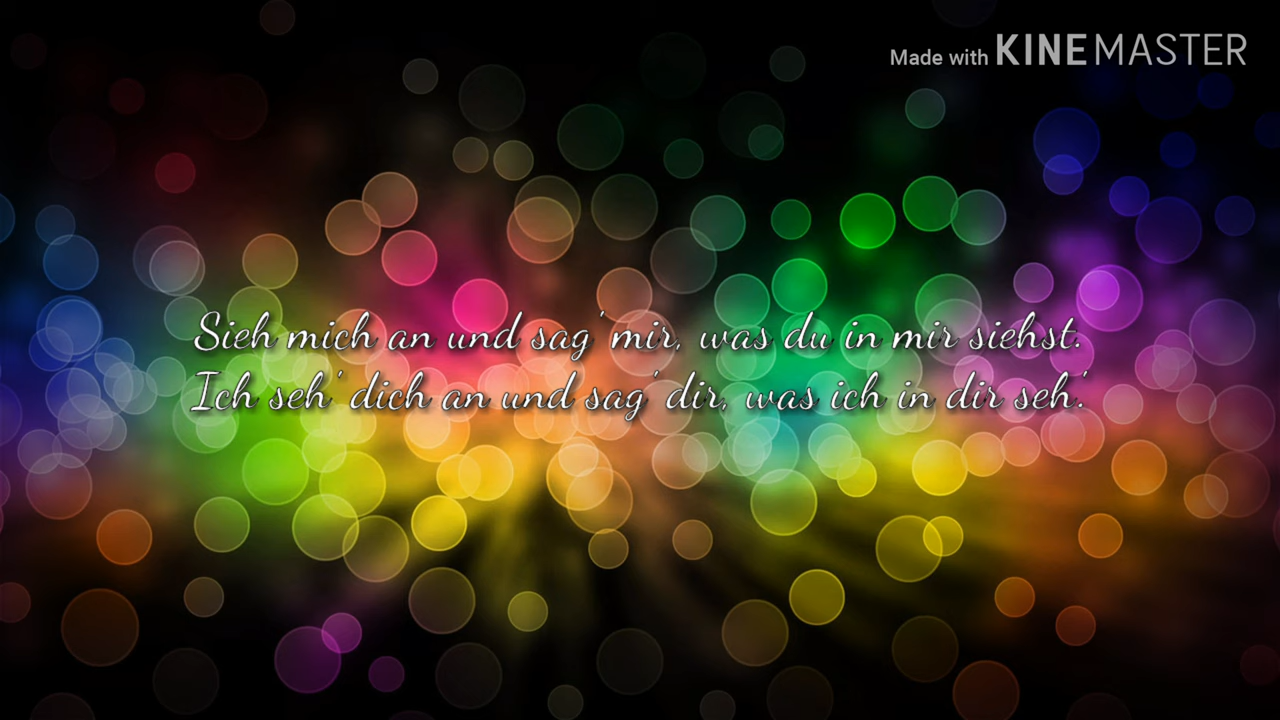 Made with KINEMASTER
Sieh mich an und sag' mir, was du in mir siehst.
Ich seh' dich an und sag' dir, was ich in dir seh'.